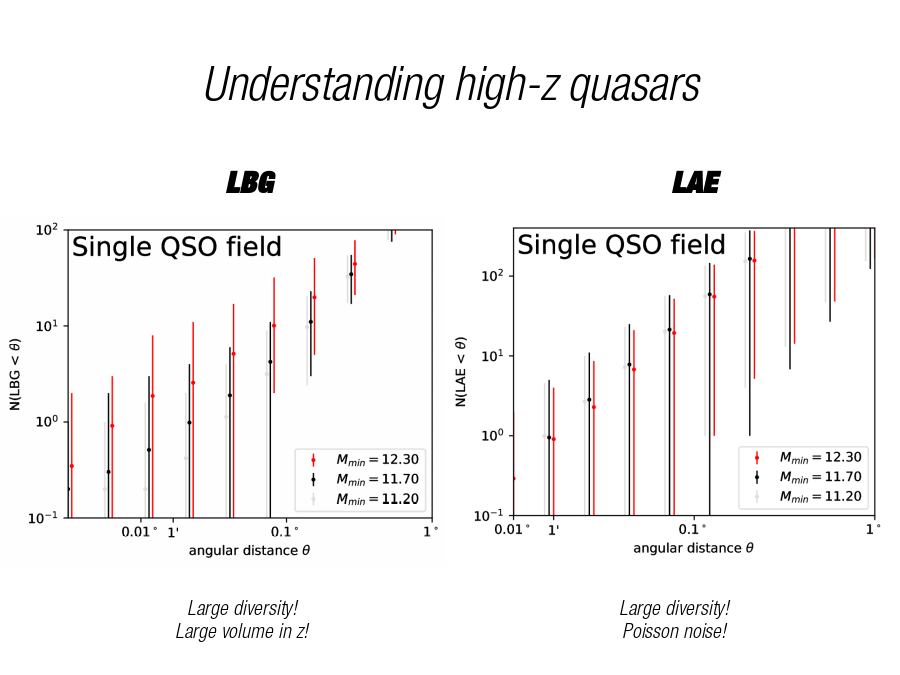 Understanding high-z quasars
LBG
LAE
Single QSO field
10²
10¹
10⁰
10⁻¹
N(LBG < θ)
M_min = 12.30
M_min = 11.70
M_min = 11.20
0.01° 1' 0.1° 1°
angular distance θ
Single QSO field
10²
10¹
10⁰
10⁻¹
N(LAE < θ)
M_min = 12.30
M_min = 11.70
M_min = 11.20
0.01° 1' 0.1° 1°
angular distance θ
Large diversity!
Large volume in z!
Large diversity!
Poisson noise!